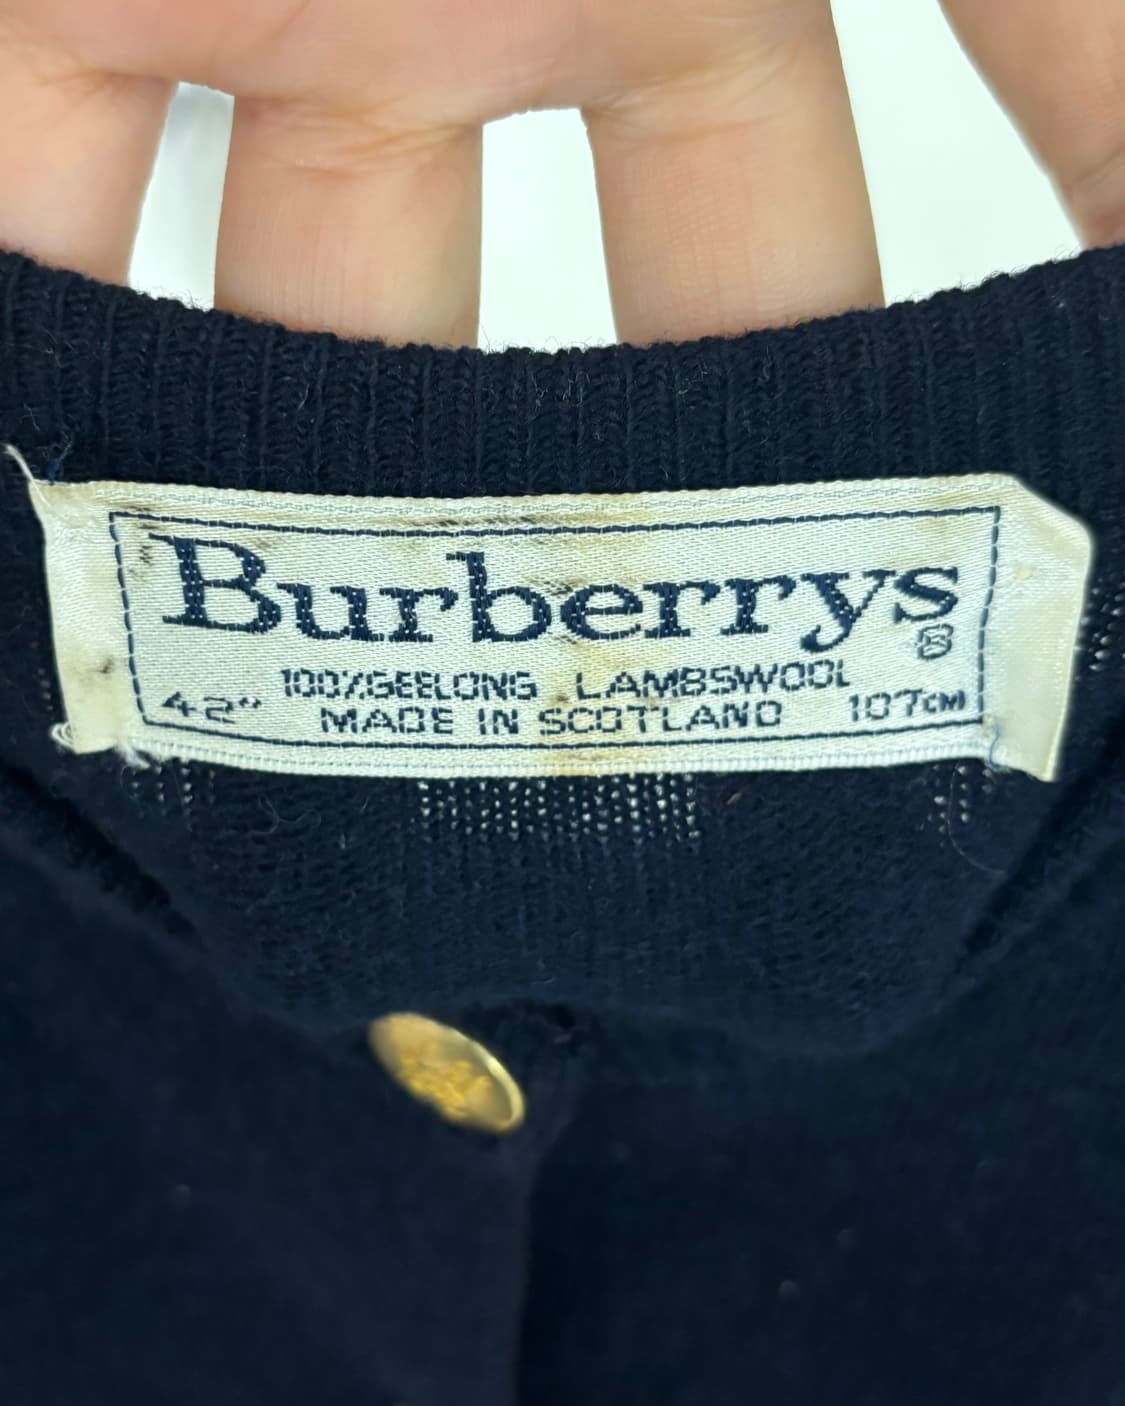 Burberrys
®
100%GEELONG LAMBSWOOL
42" MADE IN SCOTLAND 107CM